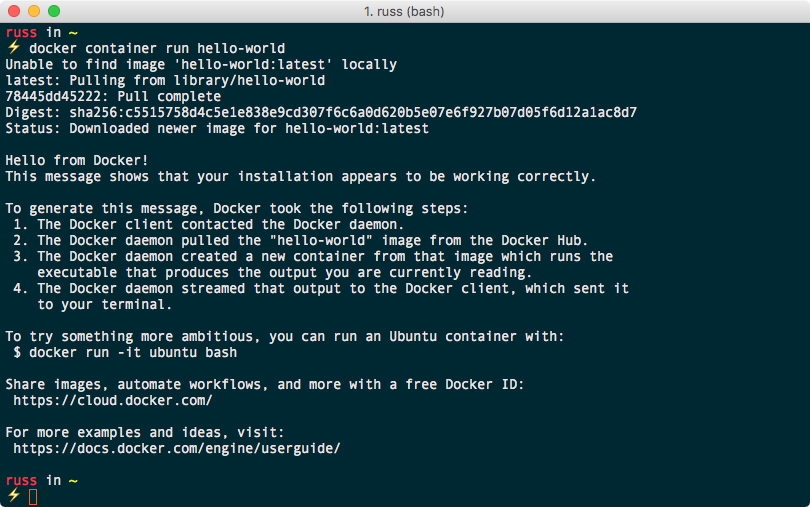 1. russ (bash)
russ in ~
⚡ docker container run hello-world
Unable to find image 'hello-world:latest' locally
latest: Pulling from library/hello-world
78445dd45222: Pull complete
Digest: sha256:c5515758d4c5e1e838e9cd307f6c6a0d620b5e07e6f927b07d05f6d12a1ac8d7
Status: Downloaded newer image for hello-world:latest

Hello from Docker!
This message shows that your installation appears to be working correctly.

To generate this message, Docker took the following steps:
 1. The Docker client contacted the Docker daemon.
 2. The Docker daemon pulled the "hello-world" image from the Docker Hub.
 3. The Docker daemon created a new container from that image which runs the
    executable that produces the output you are currently reading.
 4. The Docker daemon streamed that output to the Docker client, which sent it
    to your terminal.

To try something more ambitious, you can run an Ubuntu container with:
 $ docker run -it ubuntu bash

Share images, automate workflows, and more with a free Docker ID:
 https://cloud.docker.com/

For more examples and ideas, visit:
 https://docs.docker.com/engine/userguide/

russ in ~
⚡